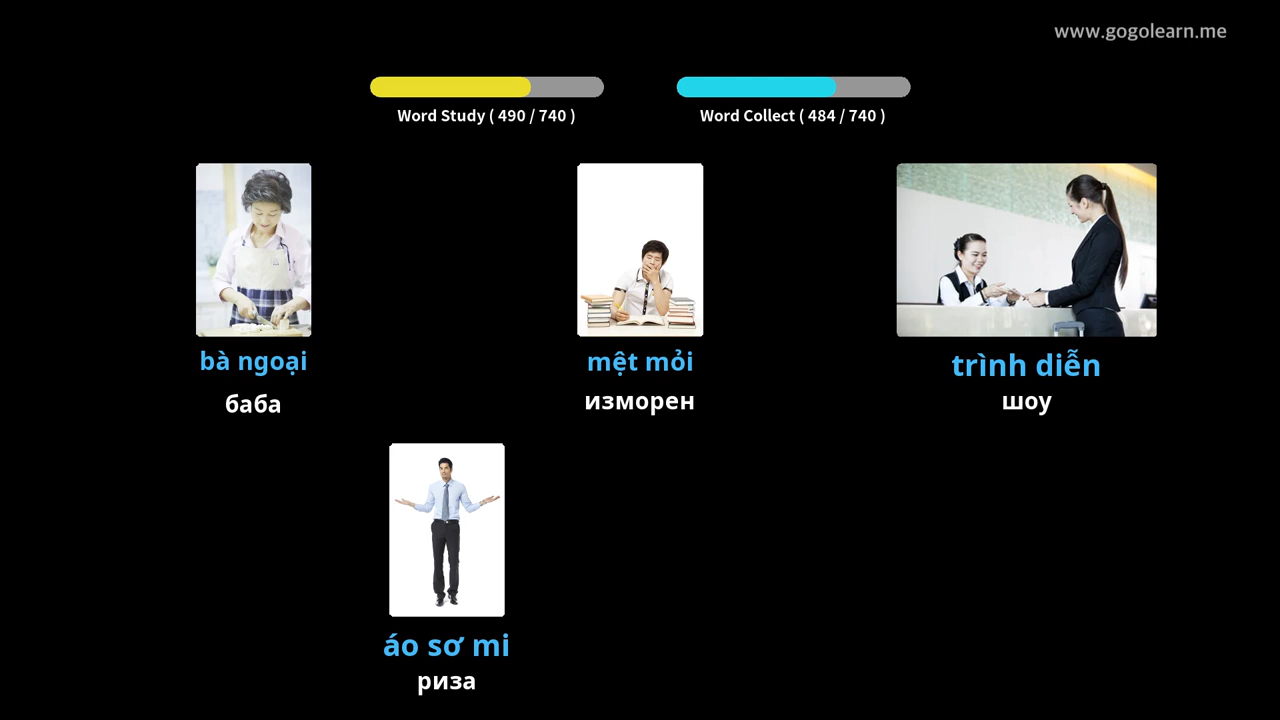 www.gogolearn.me
Word Study ( 490 / 740 )
Word Collect ( 484 / 740 )
bà ngoại
баба
mệt mỏi
изморен
trình diễn
шоу
áo sơ mi
риза